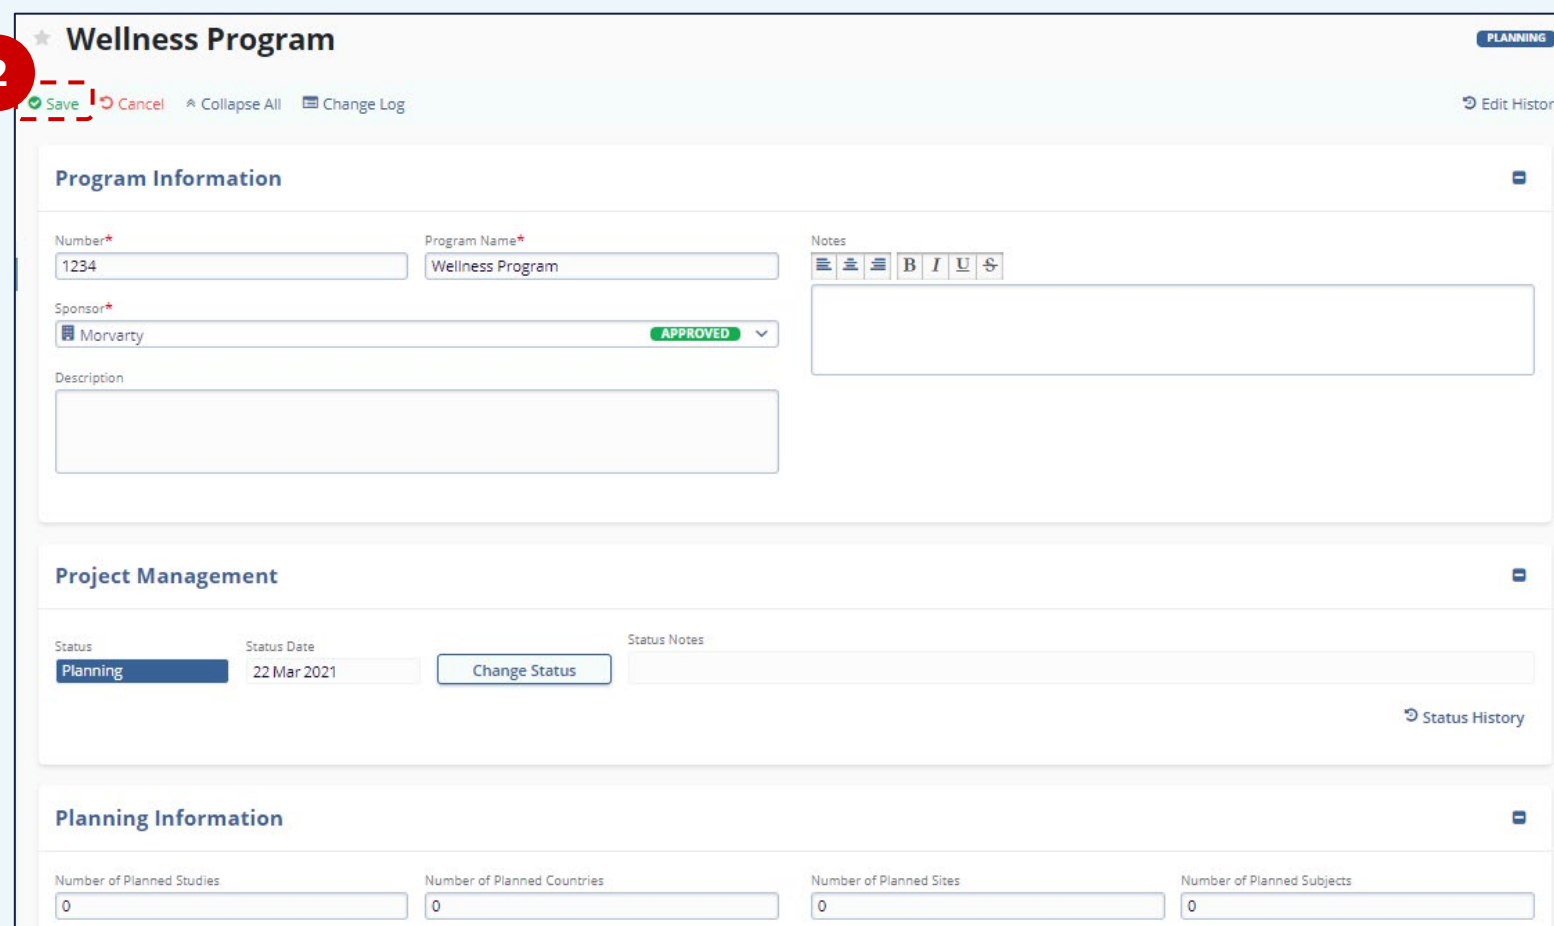 Wellness Program
PLANNING
2
Save Cancel Collapse All Change Log Edit Histor
Program Information
Number* Program Name* Notes
1234 Wellness Program B I U S
Sponsor*
Morvarty APPROVED
Description
Project Management
Status Status Date Status Notes
Planning 22 Mar 2021 Change Status
Status History
Planning Information
Number of Planned Studies Number of Planned Countries Number of Planned Sites Number of Planned Subjects
0 0 0 0